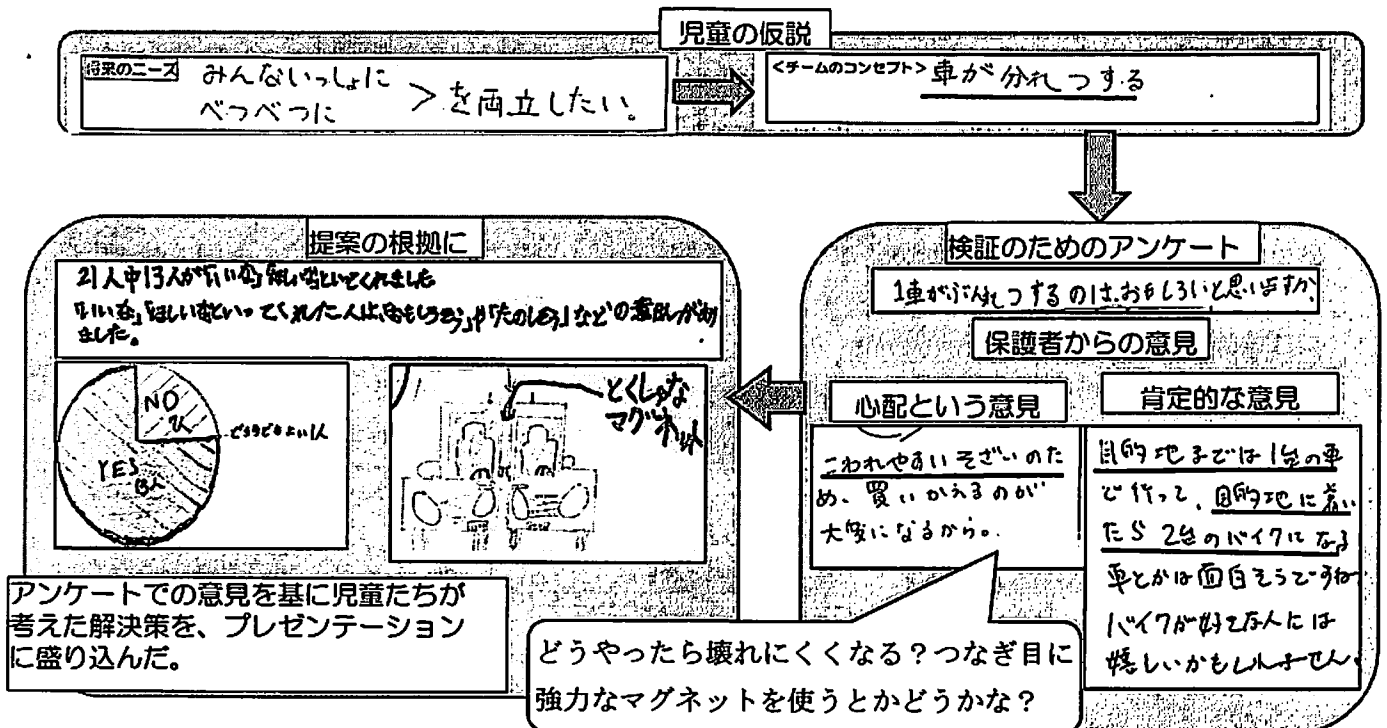 児童の仮説
将来のニーズ
みんないっしょに
べつべつに
>を両立したい。
<チームのコンセプト>車が分れつする
検証のためのアンケート
1車がぶんれつするのは、おもしろいと思いますか。
保護者からの意見
心配という意見
こわれやすいそざいのた
め、買いかえるのが
大変になるから。
肯定的な意見
目的地までは1台の車
で行って、目的地に着い
たら2台のバイクになる
車とかは面白そうですね
バイクが好きな人には
嬉しいかもしれません。
どうやったら壊れにくくなる？つなぎ目に
強力なマグネットを使うとかどうかな？
提案の根拠に
21人中13人が「いいな」「ほしいな」といってくれました
「いいな」「ほしいな」といってくれた人は、「おもしろそう」や「たのしそう」などの意見があり
ました。
NO
YES
13人
どちらでもよい1人
とくしゅな
マグネット
アンケートでの意見を基に児童たちが
考えた解決策を、プレゼンテーション
に盛り込んだ。